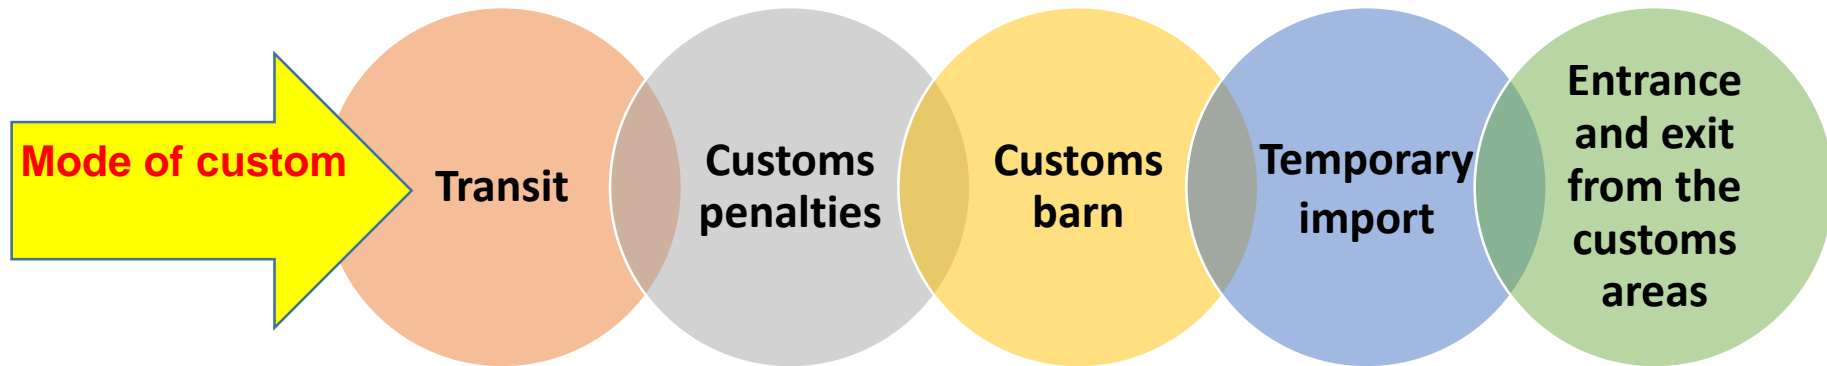 Mode of custom
Transit
Customs
penalties
Customs
barn
Temporary
import
Entrance
and exit
from the
customs
areas